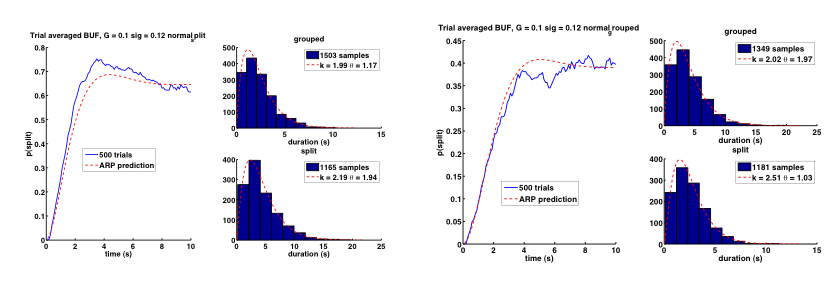 Trial averaged BUF, G = 0.1 sig = 0.12 normalsplit
0.8
0.7
0.6
0.5
0.4
0.3
0.2
0.1
0
p(split)
500 trials
ARP prediction
0 2 4 6 8 10
time (s)
grouped
500
400
300
200
100
0
1503 samples
k = 1.99 θ = 1.17
0 5 10 15
duration (s)
split
400
300
200
100
0
1165 samples
k = 2.19 θ = 1.94
0 5 10 15 20 25
duration (s)
Trial averaged BUF, G = 0.1 sig = 0.12 normalgrouped
0.45
0.4
0.35
0.3
0.25
0.2
0.15
0.1
0.05
0
p(split)
500 trials
ARP prediction
0 2 4 6 8 10
time (s)
grouped
500
400
300
200
100
0
1349 samples
k = 2.02 θ = 1.97
0 5 10 15 20 25
duration (s)
split
400
300
200
100
0
1181 samples
k = 2.51 θ = 1.03
0 5 10 15
duration (s)